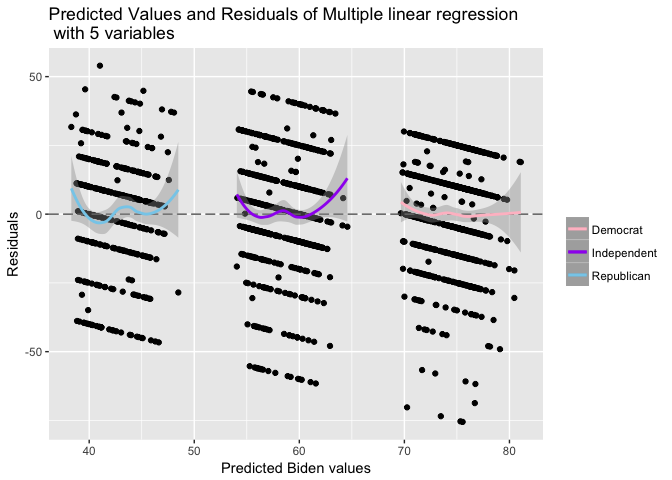 Predicted Values and Residuals of Multiple linear regression
with 5 variables
50
0
-50
Residuals
40
50
60
70
80
Predicted Biden values
Democrat
Independent
Republican